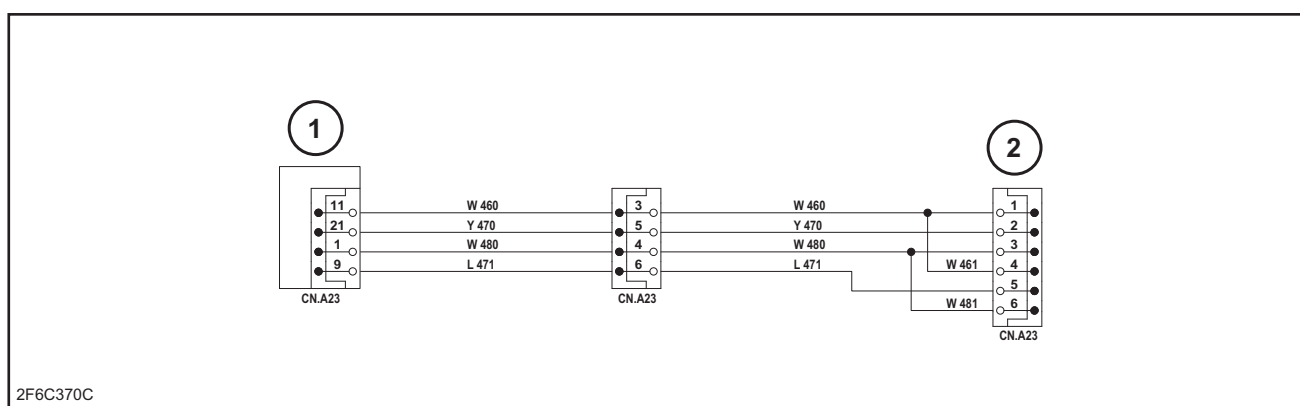 1
2
11 W 460 3 W 460 1
21 Y 470 5 Y 470 2
1 W 480 4 W 480 3
9 L 471 6 L 471 W 461 4
5
W 481 6
CN.A23 CN.A23
CN.A23
2F6C370C